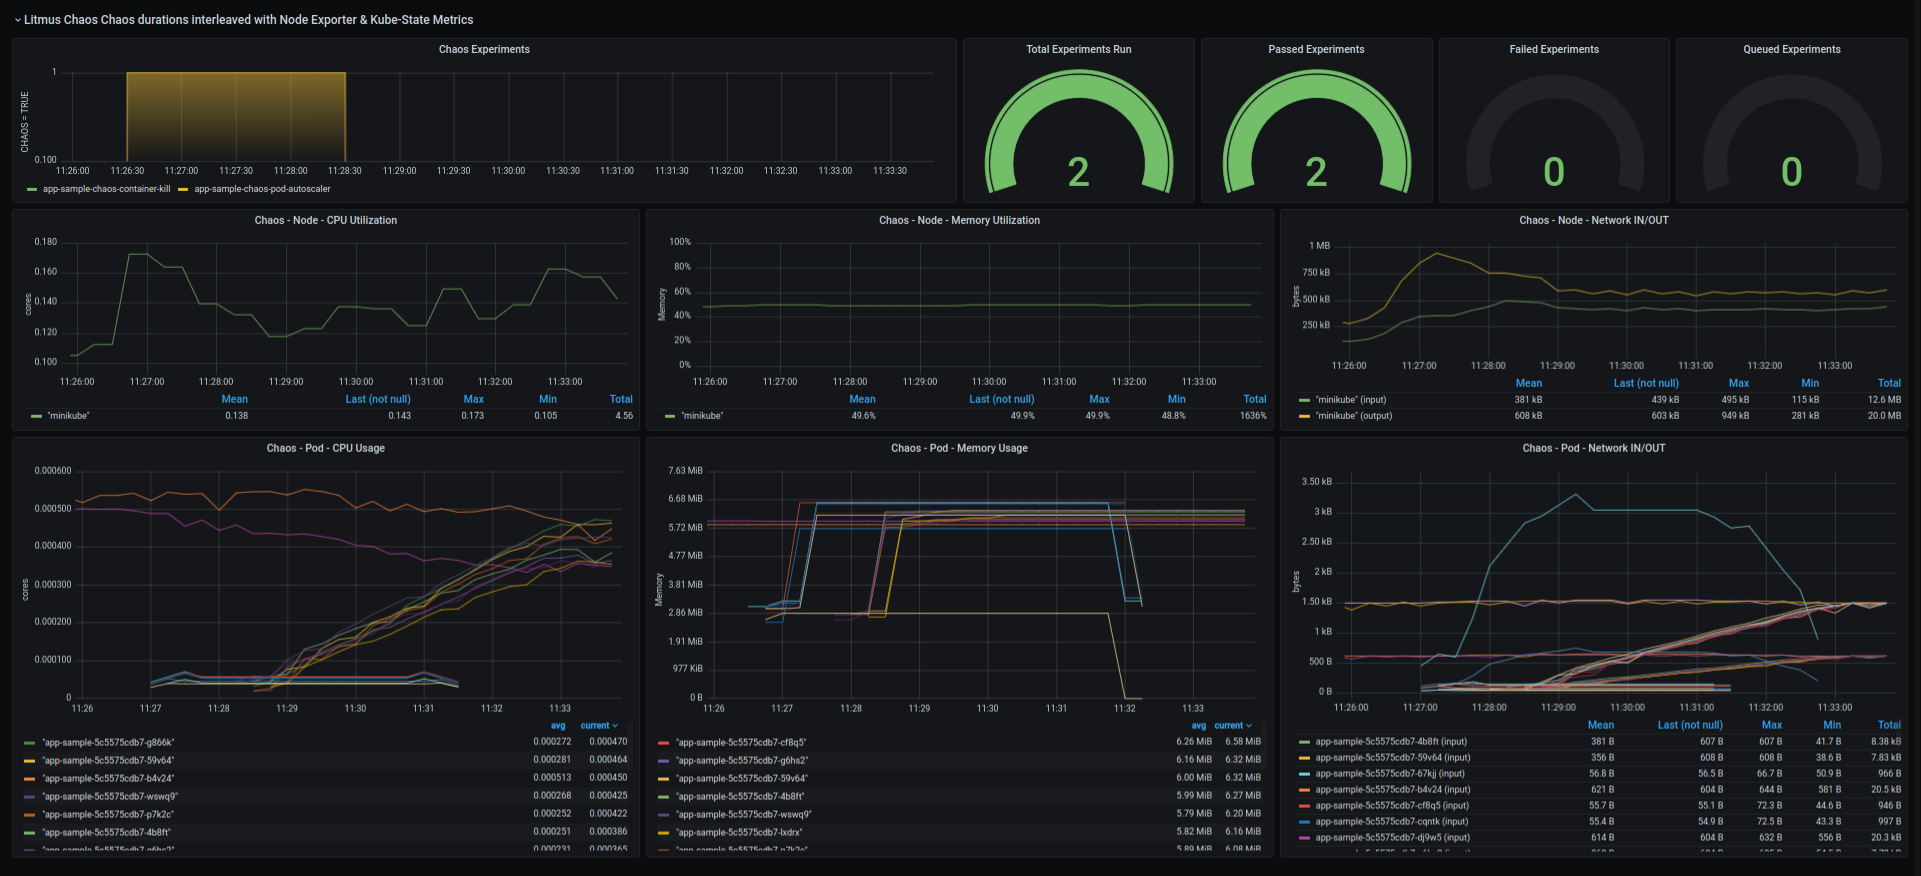 Litmus Chaos Chaos durations interleaved with Node Exporter & Kube-State Metrics
Chaos Experiments
1
CHAOS = TRUE
0.100
11:26:00 11:26:30 11:27:00 11:27:30 11:28:00 11:28:30 11:29:00 11:29:30 11:30:00 11:30:30 11:31:00 11:31:30 11:32:00 11:32:30 11:33:00 11:33:30
app-sample-chaos-container-kill app-sample-chaos-pod-autoscaler
Total Experiments Run
2
Passed Experiments
2
Failed Experiments
0
Queued Experiments
0
Chaos - Node - CPU Utilization
0.180
0.160
0.140
0.120
0.100
cores
11:26:00 11:27:00 11:28:00 11:29:00 11:30:00 11:31:00 11:32:00 11:33:00
Mean Last (not null) Max Min Total
"minikube" 0.138 0.143 0.173 0.105 4.56
Chaos - Node - Memory Utilization
100%
80%
60%
40%
20%
0%
Memory
11:26:00 11:27:00 11:28:00 11:29:00 11:30:00 11:31:00 11:32:00 11:33:00
Mean Last (not null) Max Min Total
"minikube" 49.6% 49.9% 49.9% 48.8% 1636%
Chaos - Node - Network IN/OUT
1 MB
750 kB
500 kB
250 kB
bytes
11:26:00 11:27:00 11:28:00 11:29:00 11:30:00 11:31:00 11:32:00 11:33:00
Mean Last (not null) Max Min Total
"minikube" (input) 381 kB 439 kB 495 kB 115 kB 12.6 MB
"minikube" (output) 608 kB 603 kB 949 kB 281 kB 20.0 MB
Chaos - Pod - CPU Usage
0.000600
0.000500
0.000400
0.000300
0.000200
0.000100
0
cores
11:26 11:27 11:28 11:29 11:30 11:31 11:32 11:33
avg current
"app-sample-5c5575cdb7-g866k" 0.000272 0.000470
"app-sample-5c5575cdb7-59v64" 0.000281 0.000464
"app-sample-5c5575cdb7-b4v24" 0.000513 0.000450
"app-sample-5c5575cdb7-wswq9" 0.000268 0.000425
"app-sample-5c5575cdb7-p7k2c" 0.000252 0.000422
"app-sample-5c5575cdb7-4b8ft" 0.000251 0.000386
"app-sample-5c5575cdb7-g6hs2" 0.000231 0.000365
Chaos - Pod - Memory Usage
7.63 MiB
6.68 MiB
5.72 MiB
4.77 MiB
3.81 MiB
2.86 MiB
1.91 MiB
977 KiB
0 B
Memory
11:26 11:27 11:28 11:29 11:30 11:31 11:32 11:33
avg current
"app-sample-5c5575cdb7-cf8q5" 6.26 MiB 6.58 MiB
"app-sample-5c5575cdb7-g6hs2" 6.16 MiB 6.32 MiB
"app-sample-5c5575cdb7-59v64" 6.00 MiB 6.32 MiB
"app-sample-5c5575cdb7-4b8ft" 5.99 MiB 6.27 MiB
"app-sample-5c5575cdb7-wswq9" 5.79 MiB 6.20 MiB
"app-sample-5c5575cdb7-lxdrx" 5.82 MiB 6.16 MiB
"app-sample-5c5575cdb7-p7k2c" 5.89 MiB 6.08 MiB
Chaos - Pod - Network IN/OUT
3.50 kB
3 kB
2.50 kB
2 kB
1.50 kB
1 kB
500 B
0 B
bytes
11:26:00 11:27:00 11:28:00 11:29:00 11:30:00 11:31:00 11:32:00 11:33:00
Mean Last (not null) Max Min Total
app-sample-5c5575cdb7-4b8ft (input) 381 B 607 B 607 B 41.7 B 8.38 kB
app-sample-5c5575cdb7-59v64 (input) 356 B 608 B 608 B 38.6 B 7.83 kB
app-sample-5c5575cdb7-67kjj (input) 56.8 B 56.5 B 66.7 B 50.9 B 966 B
app-sample-5c5575cdb7-b4v24 (input) 621 B 604 B 644 B 581 B 20.5 kB
app-sample-5c5575cdb7-cf8q5 (input) 55.7 B 55.1 B 72.3 B 44.6 B 946 B
app-sample-5c5575cdb7-cqntk (input) 55.4 B 54.9 B 72.5 B 43.3 B 997 B
app-sample-5c5575cdb7-dj9w5 (input) 614 B 604 B 632 B 556 B 20.3 kB